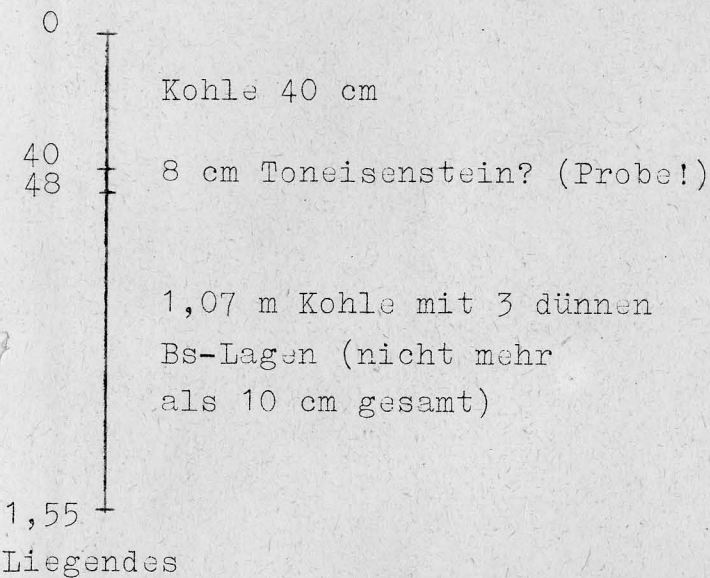 0
Kohle 40 cm
40
8 cm Toneisenstein? (Probe!)
48
1,07 m Kohle mit 3 dünnen
Bs-Lagen (nicht mehr
als 10 cm gesamt)
1,55
Liegendes